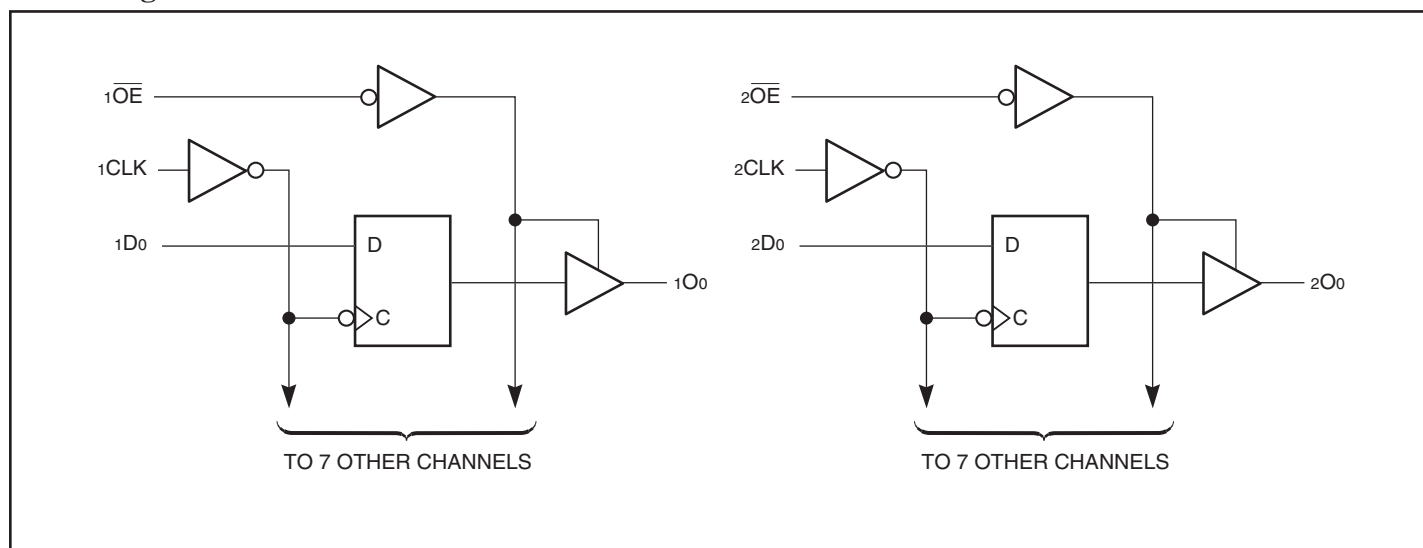 1OE
2OE
1CLK
2CLK
1D0
D
2D0
D
1O0
2O0
C
C
TO 7 OTHER CHANNELS
TO 7 OTHER CHANNELS